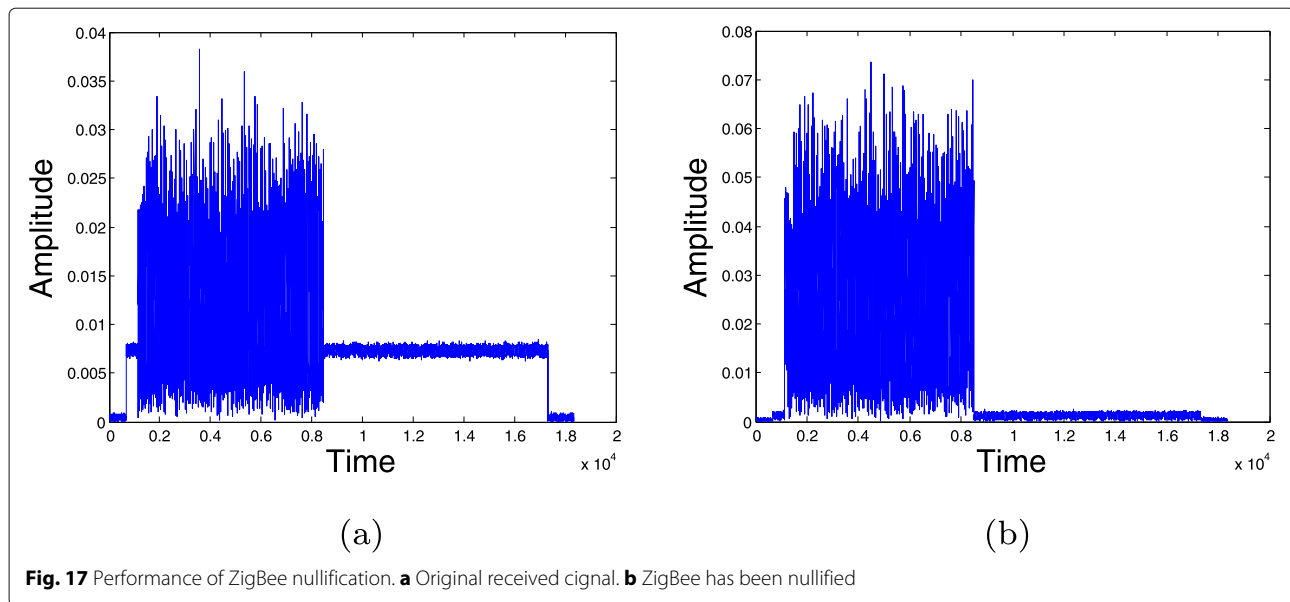 0.04
0.035
0.03
0.025
0.02
0.015
0.01
0.005
0
Amplitude
0 0.2 0.4 0.6 0.8 1 1.2 1.4 1.6 1.8 2
Time
x 10^4
(a)
0.08
0.07
0.06
0.05
0.04
0.03
0.02
0.01
0
Amplitude
0 0.2 0.4 0.6 0.8 1 1.2 1.4 1.6 1.8 2
Time
x 10^4
(b)
Fig. 17 Performance of ZigBee nullification. a Original received cignal. b ZigBee has been nullified